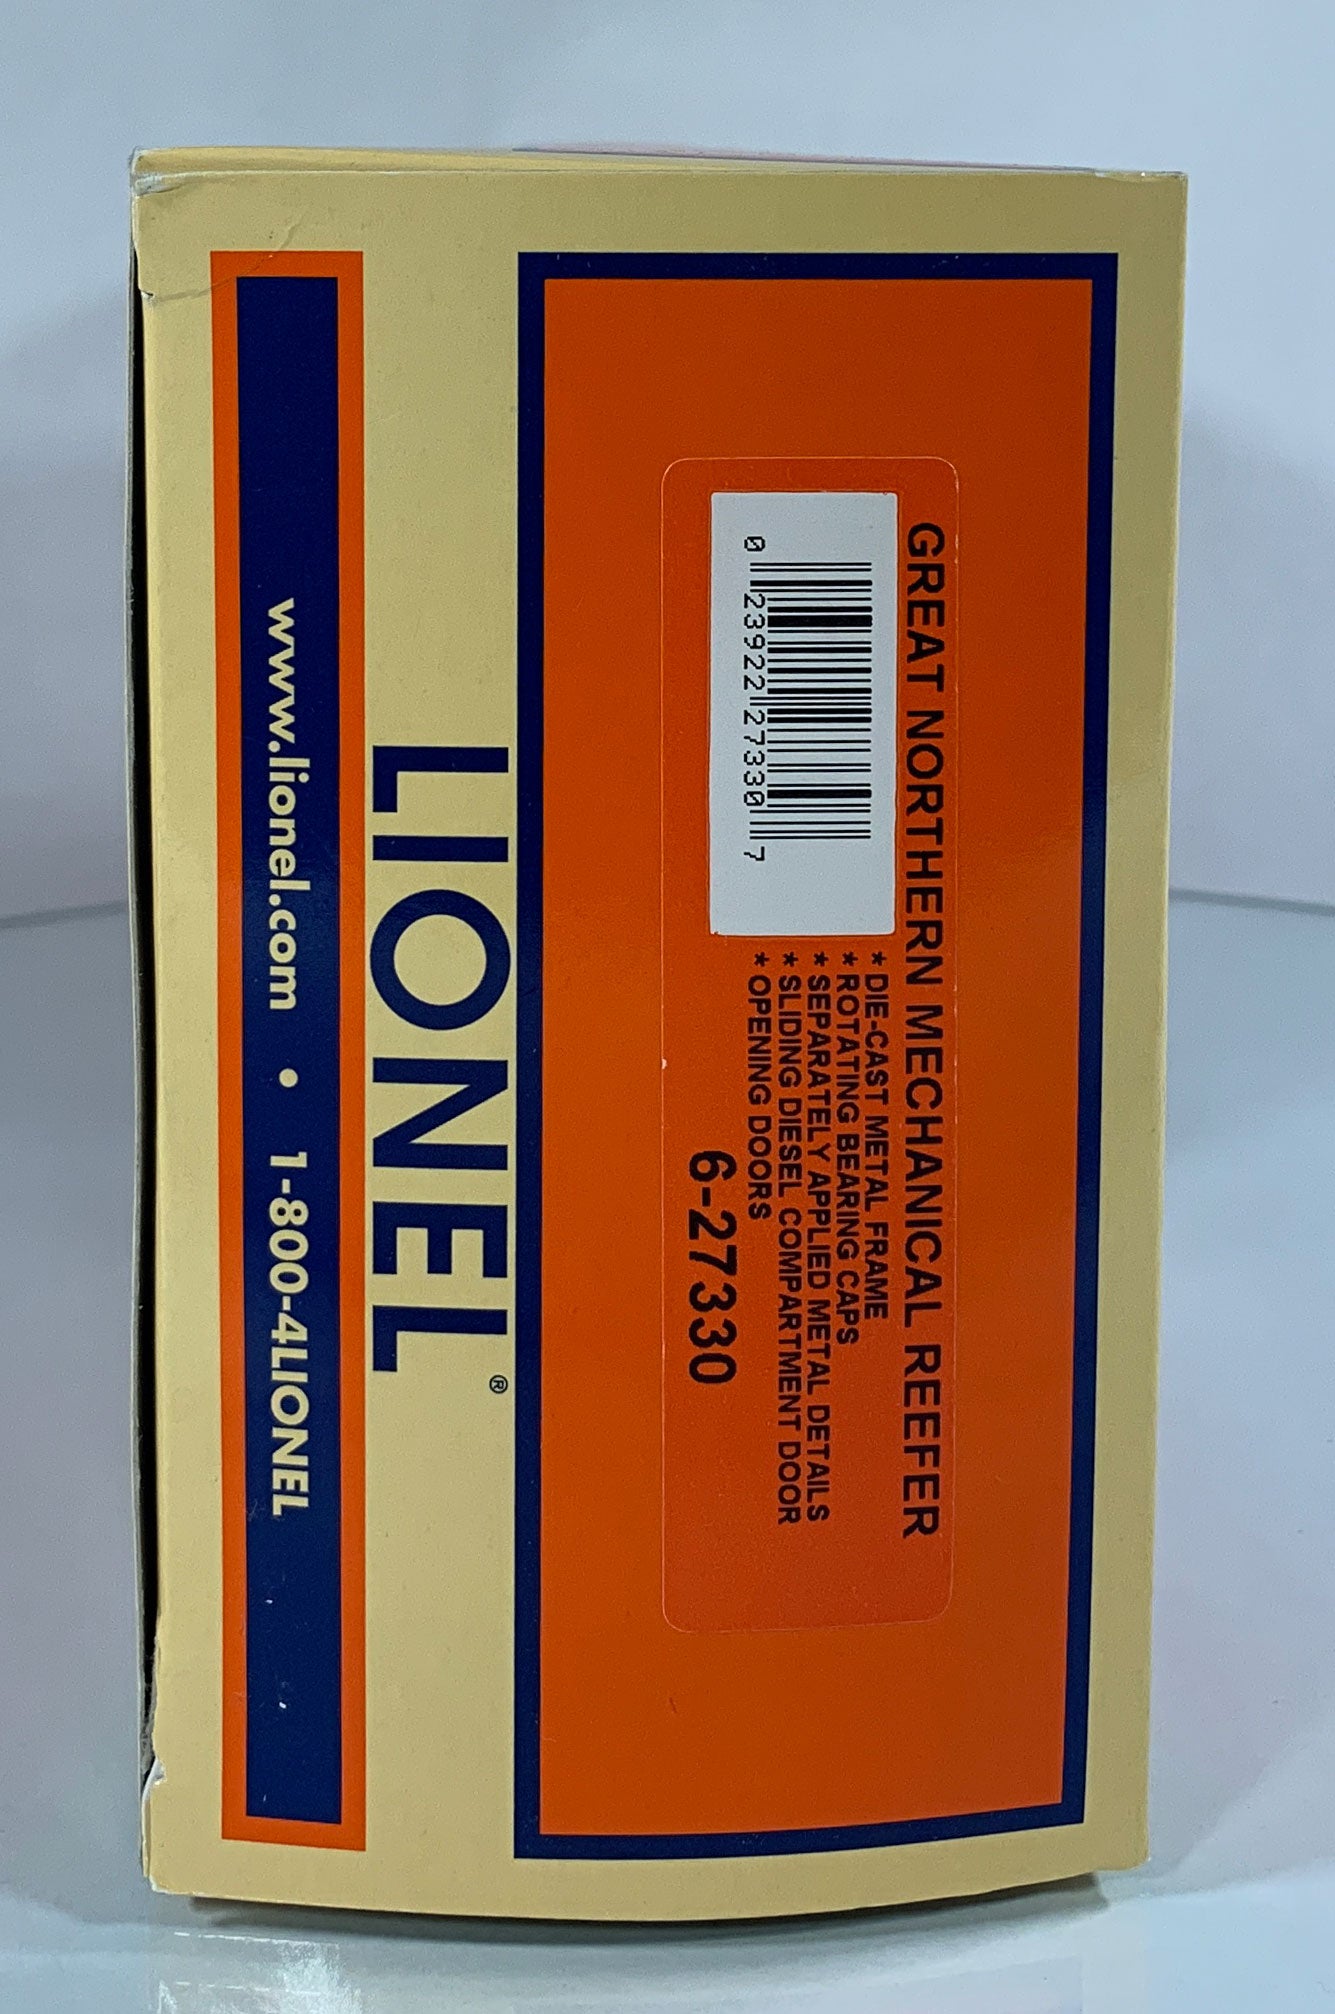 GREAT NORTHERN MECHANICAL REEFER
* DIE-CAST METAL FRAME
* ROTATING BEARING CAPS
* SEPARATELY APPLIED METAL DETAILS
* SLIDING DIESEL COMPARTMENT DOOR
* OPENING DOORS
0 23922 27330 7
6-27330
LIONEL®
www.lionel.com • 1-800-4LIONEL